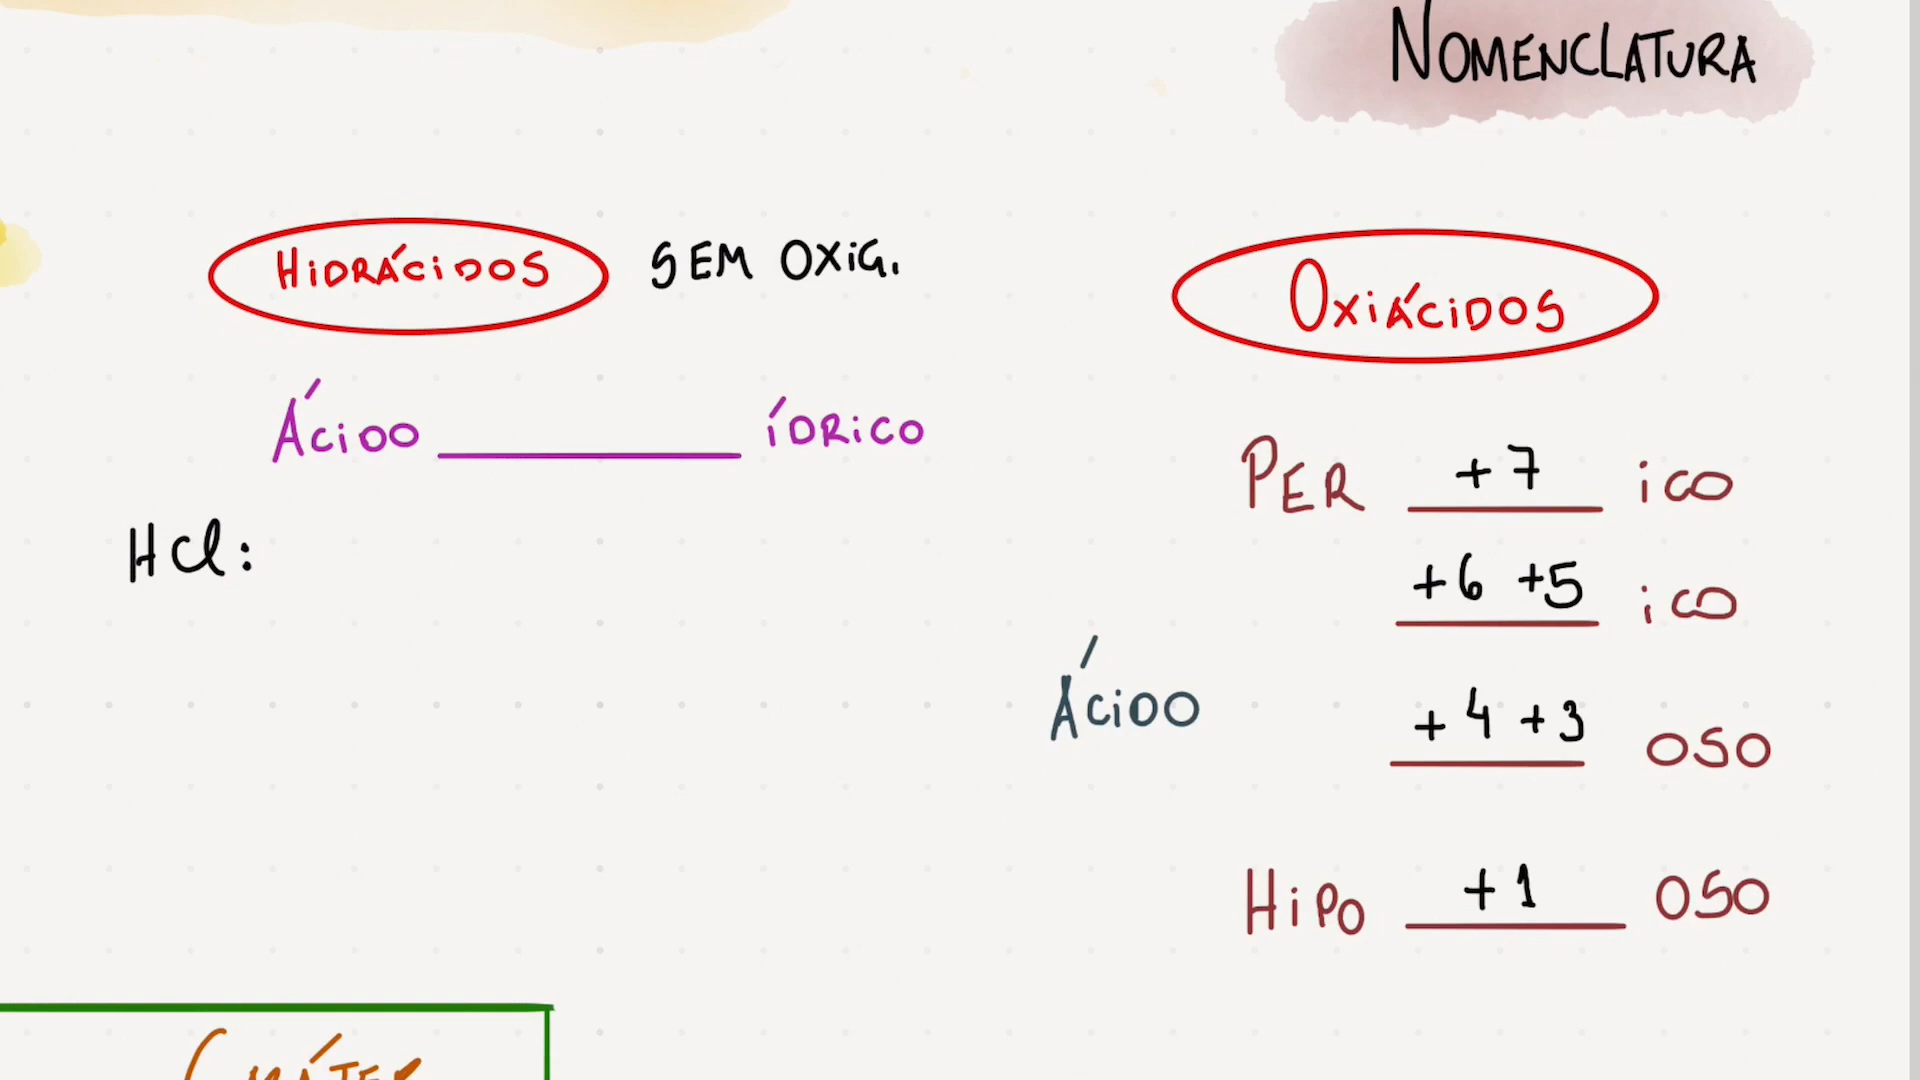 NOMENCLATURA
HIDRÁCIDOS SEM OXIG.
ÁCIDO ______ ÍDRICO
HCl:
OXIÁCIDOS
PER +7 ICO
+6 +5 ICO
ÁCIDO
+4 +3 OSO
HIPO +1 OSO